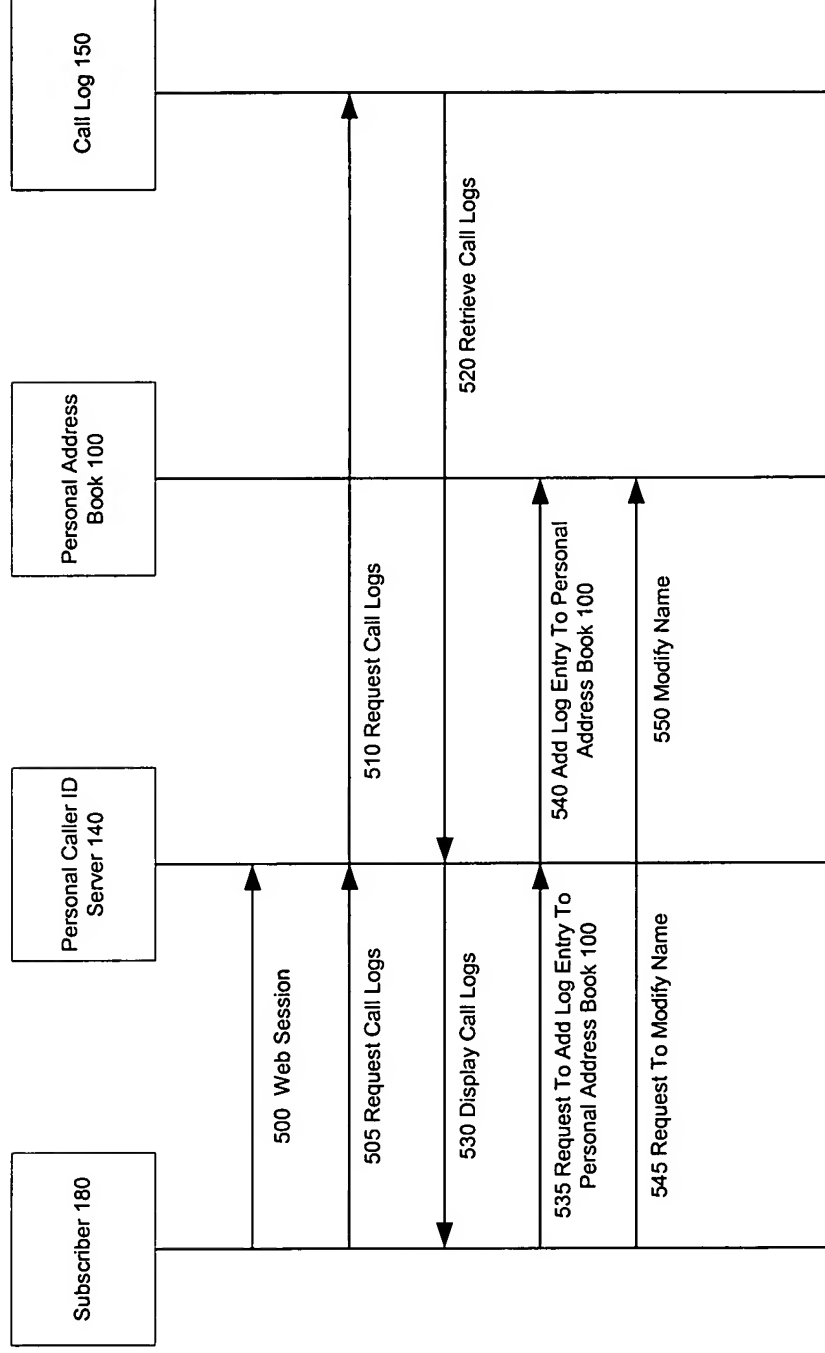 Subscriber 180
Personal Caller ID
Server 140
Personal Address
Book 100
Call Log 150
500 Web Session
505 Request Call Logs
510 Request Call Logs
520 Retrieve Call Logs
530 Display Call Logs
535 Request To Add Log Entry To
Personal Address Book 100
540 Add Log Entry To Personal
Address Book 100
545 Request To Modify Name
550 Modify Name